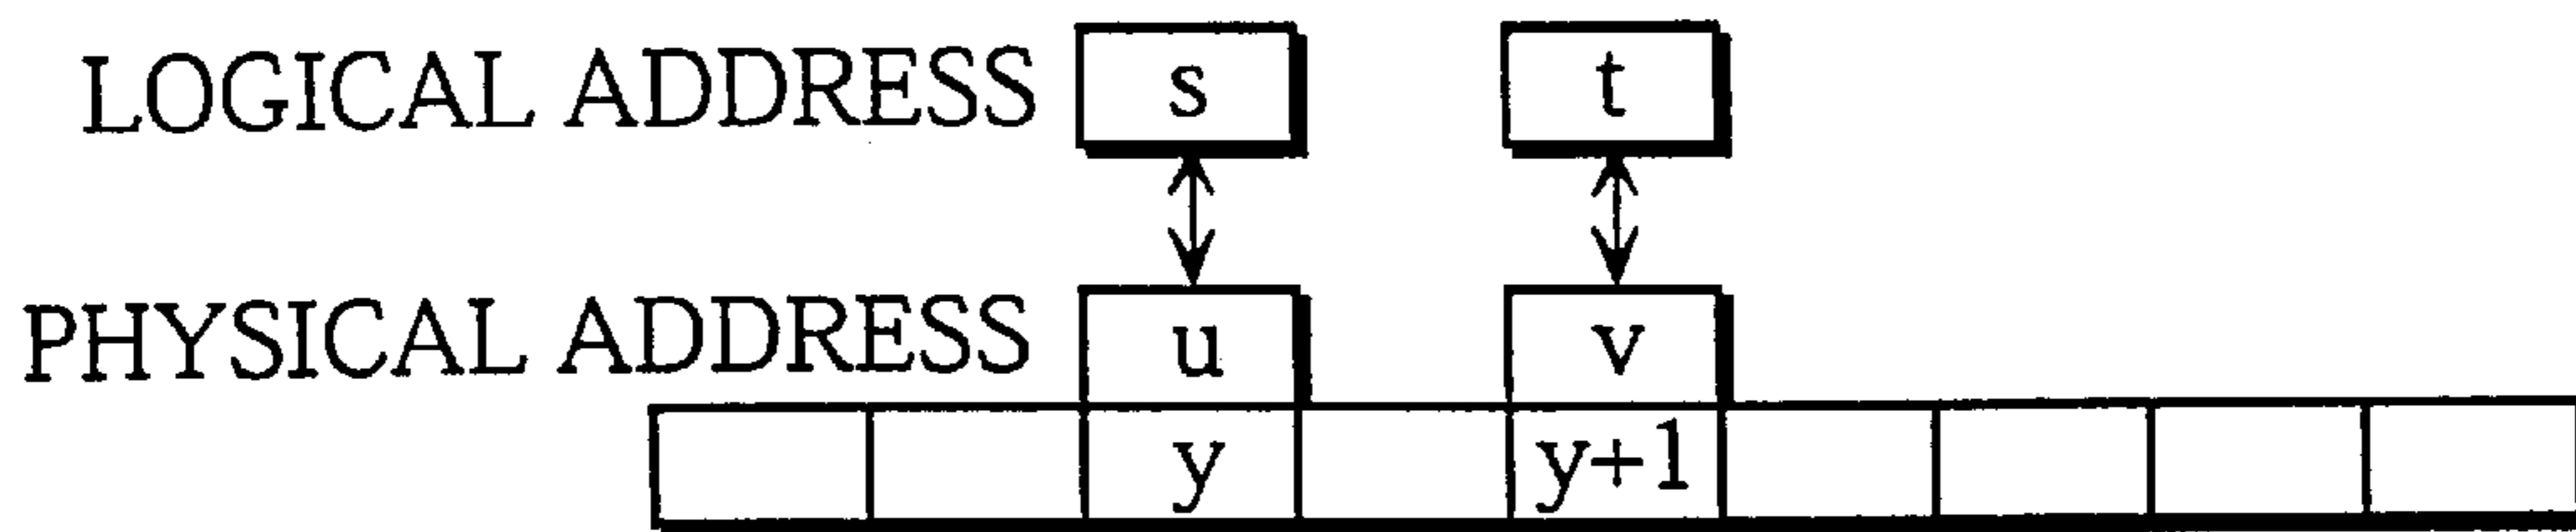 LOGICAL ADDRESS s t
PHYSICAL ADDRESS u v
y y+1